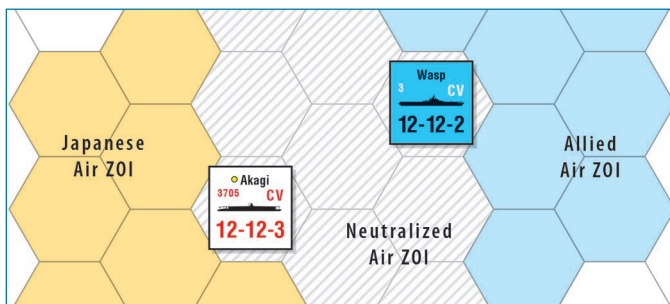 Wasp
3 CV
12-12-2
Japanese
Air ZOI
Allied
Air ZOI
Akagi
3705 CV
12-12-3
Neutralized
Air ZOI